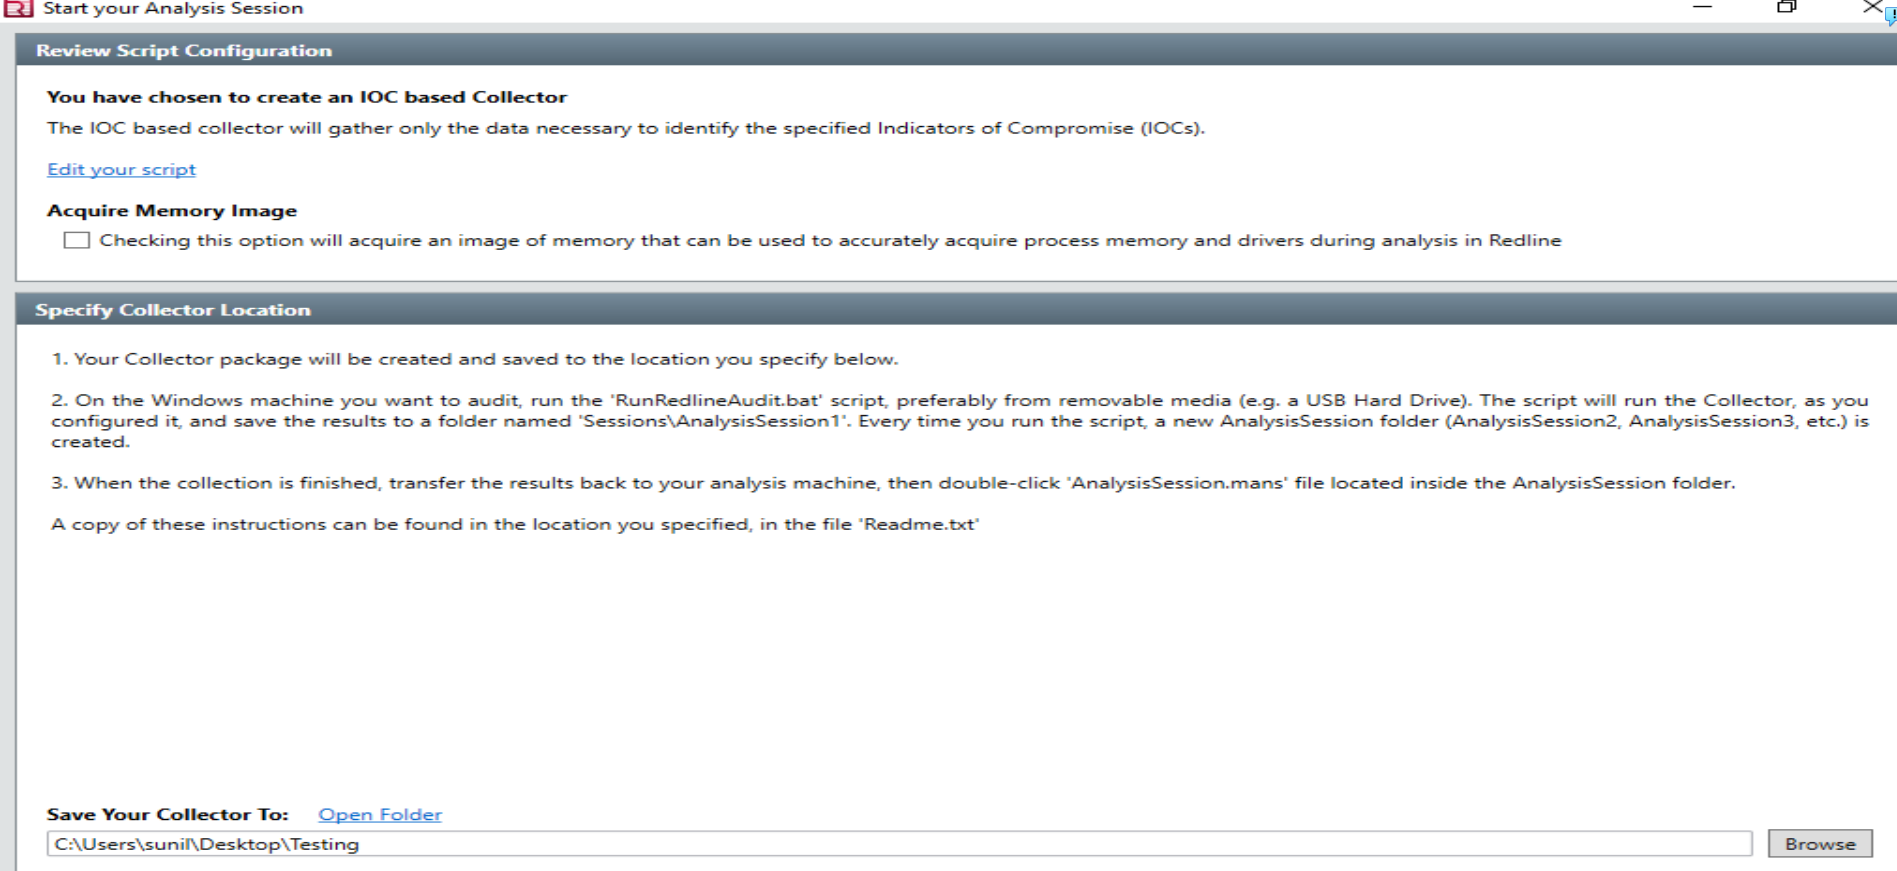 Start your Analysis Session
Review Script Configuration
You have chosen to create an IOC based Collector
The IOC based collector will gather only the data necessary to identify the specified Indicators of Compromise (IOCs).
Edit your script
Acquire Memory Image
Checking this option will acquire an image of memory that can be used to accurately acquire process memory and drivers during analysis in Redline
Specify Collector Location
1. Your Collector package will be created and saved to the location you specify below.
2. On the Windows machine you want to audit, run the 'RunRedlineAudit.bat' script, preferably from removable media (e.g. a USB Hard Drive). The script will run the Collector, as you
configured it, and save the results to a folder named 'Sessions\AnalysisSession1'. Every time you run the script, a new AnalysisSession folder (AnalysisSession2, AnalysisSession3, etc.) is
created.
3. When the collection is finished, transfer the results back to your analysis machine, then double-click 'AnalysisSession.mans' file located inside the AnalysisSession folder.
A copy of these instructions can be found in the location you specified, in the file 'Readme.txt'
Save Your Collector To: Open Folder
C:\Users\sunil\Desktop\Testing Browse